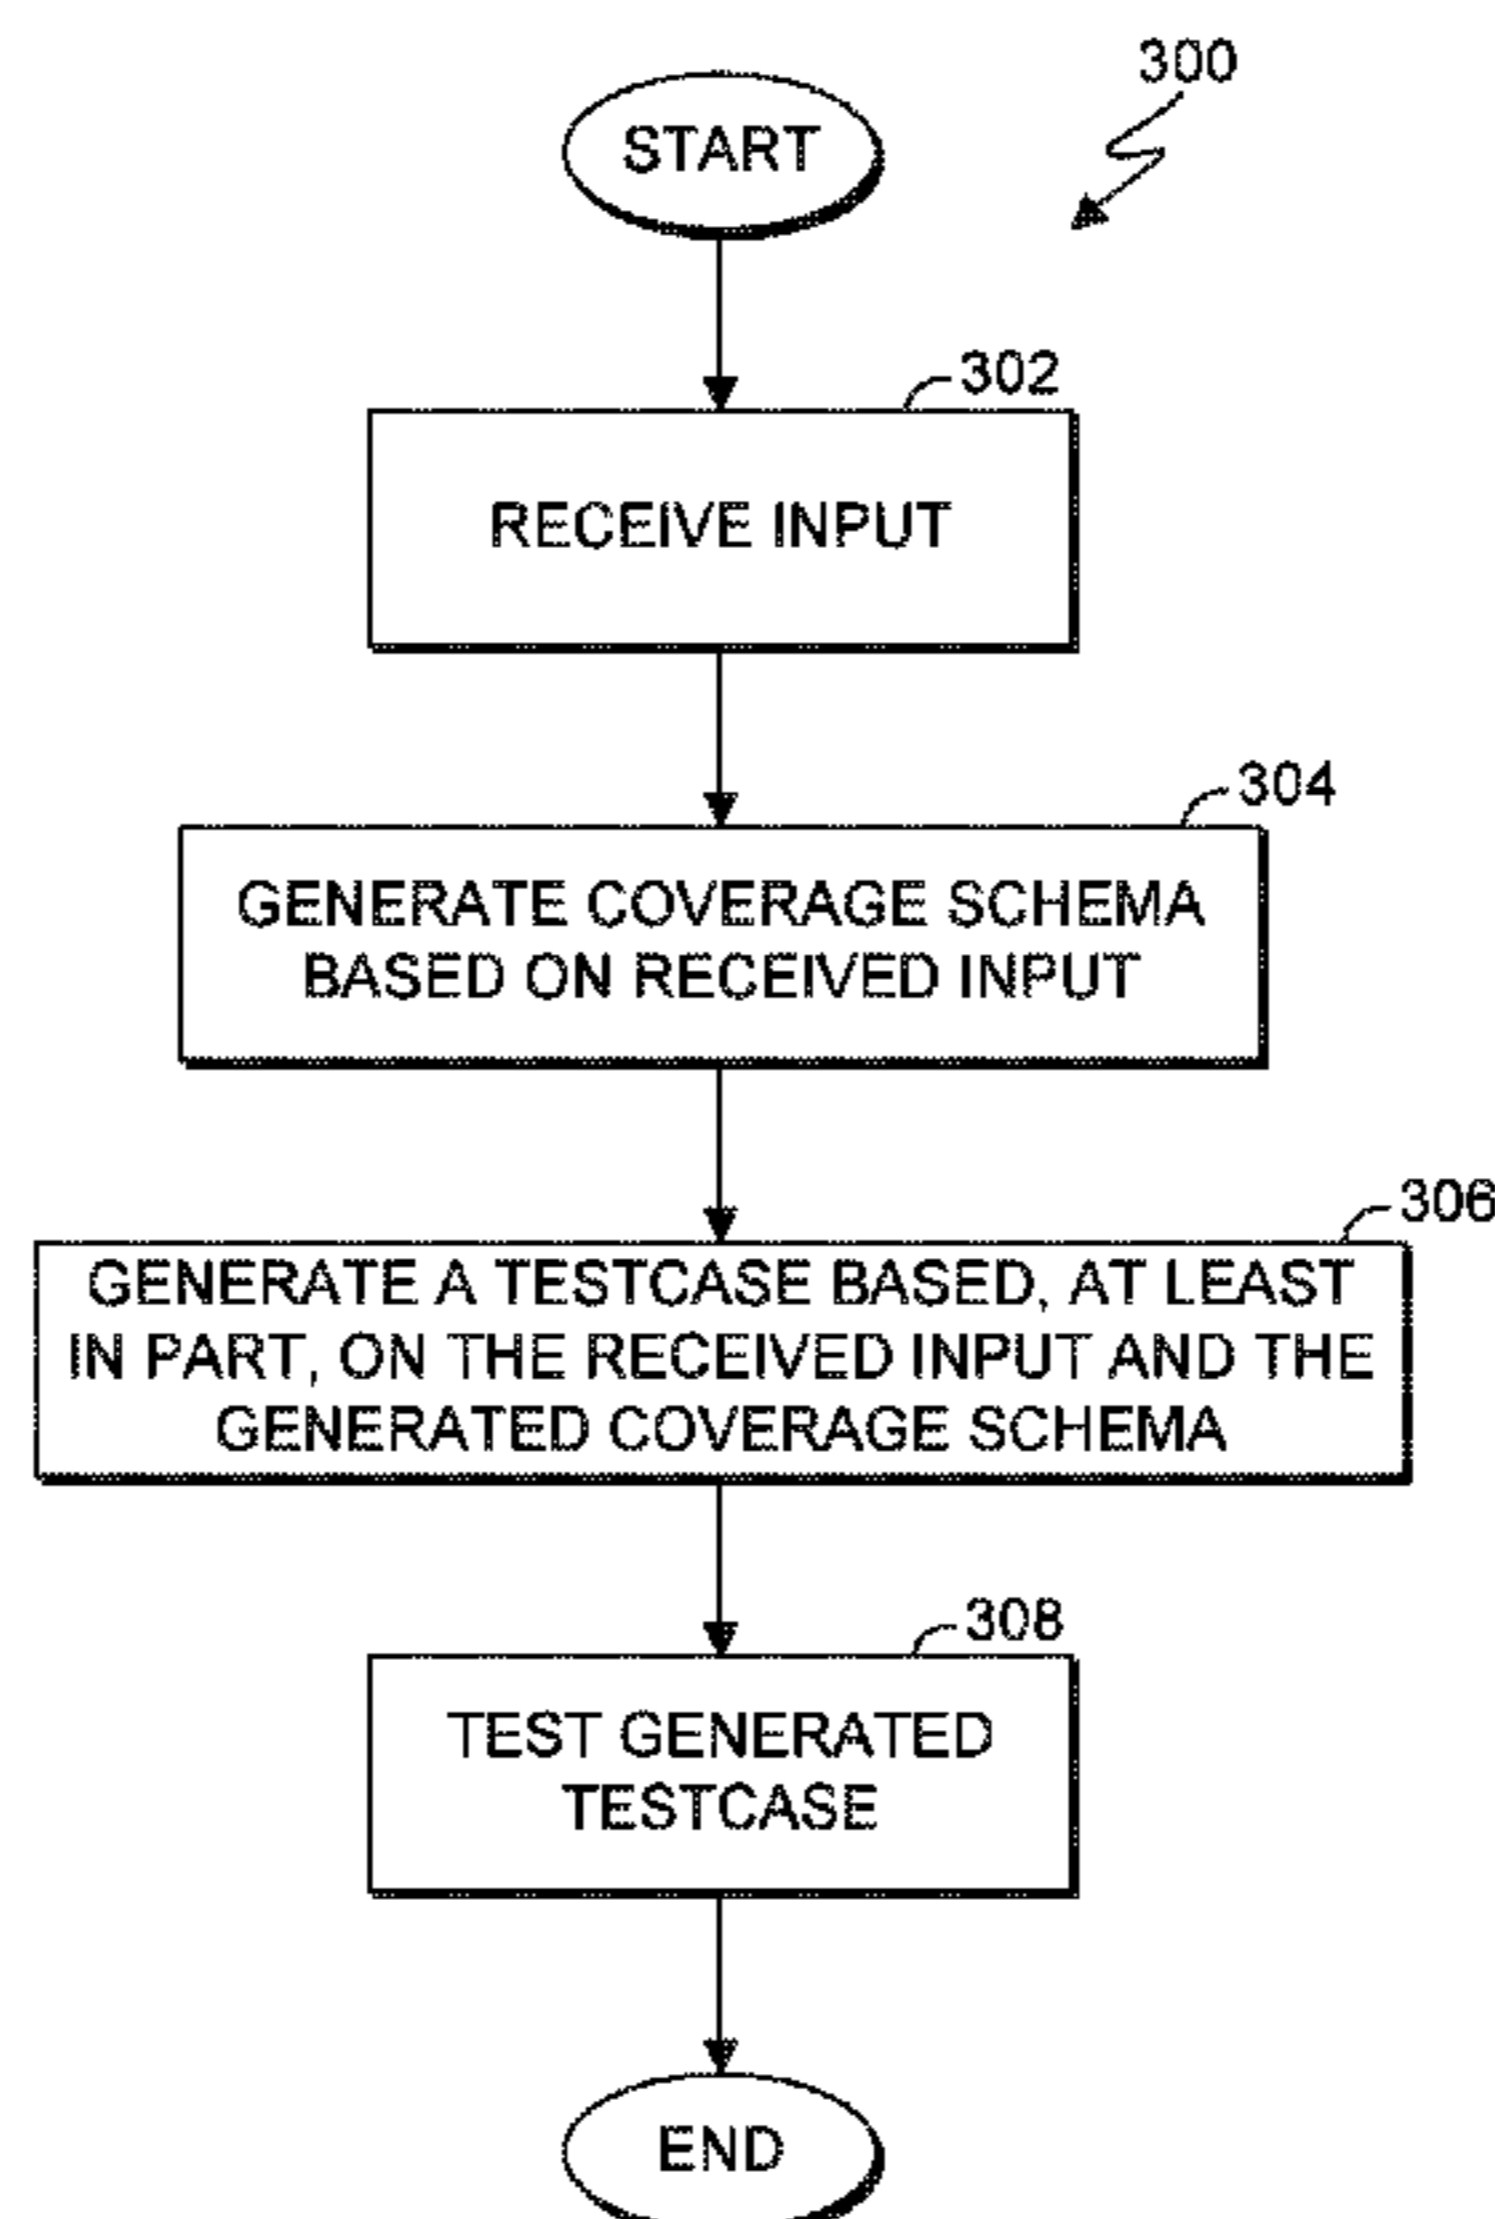 300
START
302
RECEIVE INPUT
304
GENERATE COVERAGE SCHEMA
BASED ON RECEIVED INPUT
306
GENERATE A TESTCASE BASED, AT LEAST
IN PART, ON THE RECEIVED INPUT AND THE
GENERATED COVERAGE SCHEMA
308
TEST GENERATED
TESTCASE
END